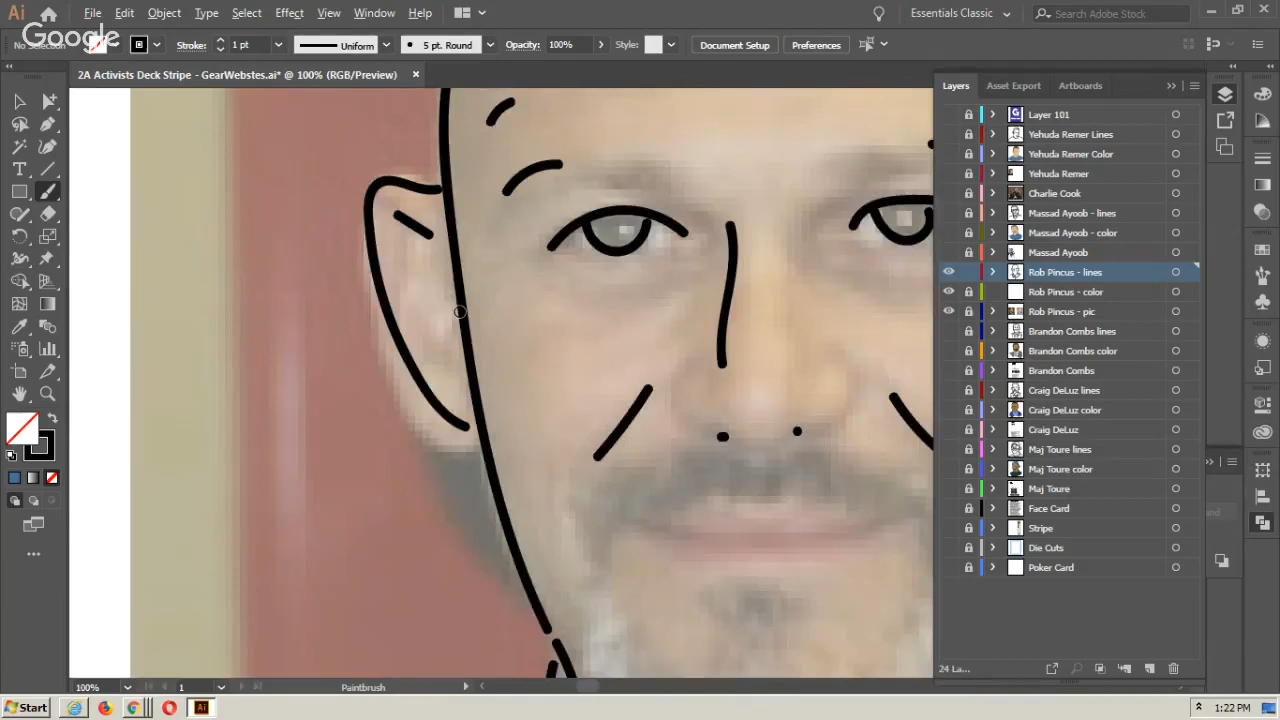 Ai File Edit Object Type Select Effect View Window Help Essentials Classic Search Adobe Stock
Google
No Selection Stroke: 1 pt Uniform 5 pt. Round Opacity: 100% Style: Document Setup Preferences
2A Activists Deck Stripe - GearWebstes.ai* @ 100% (RGB/Preview)
Layers Asset Export Artboards
Layer 101
Yehuda Remer Lines
Yehuda Remer Color
Yehuda Remer
Charlie Cook
Massad Ayoob - lines
Massad Ayoob - color
Massad Ayoob
Rob Pincus - lines
Rob Pincus - color
Rob Pincus - pic
Brandon Combs lines
Brandon Combs color
Brandon Combs
Craig DeLuz lines
Craig DeLuz color
Craig DeLuz
Maj Toure lines
Maj Toure color
Maj Toure
Face Card
Stripe
Die Cuts
Poker Card
24 La...
100% 1 Paintbrush
Start Ai 1:22 PM